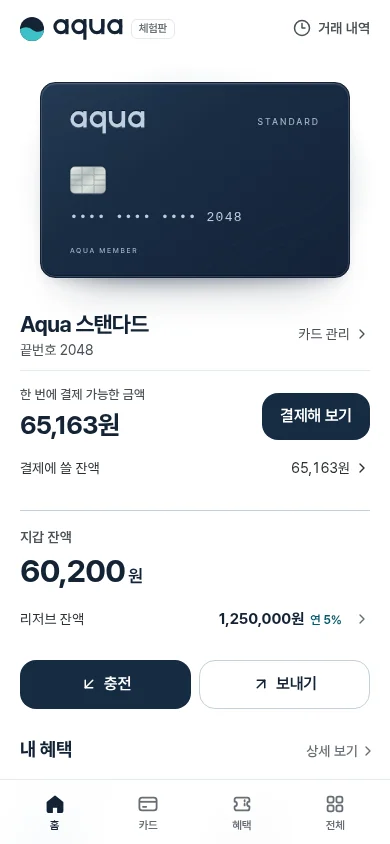 aqua 체험판 거래 내역
aqua
STANDARD
•••• •••• •••• 2048
AQUA MEMBER
Aqua 스탠다드
끝번호 2048
카드 관리
한 번에 결제 가능한 금액
65,163원
결제해 보기
결제에 쓸 잔액 65,163원
지갑 잔액
60,200원
리저브 잔액 1,250,000원 연 5%
충전 보내기
내 혜택 상세 보기
홈 카드 혜택 전체